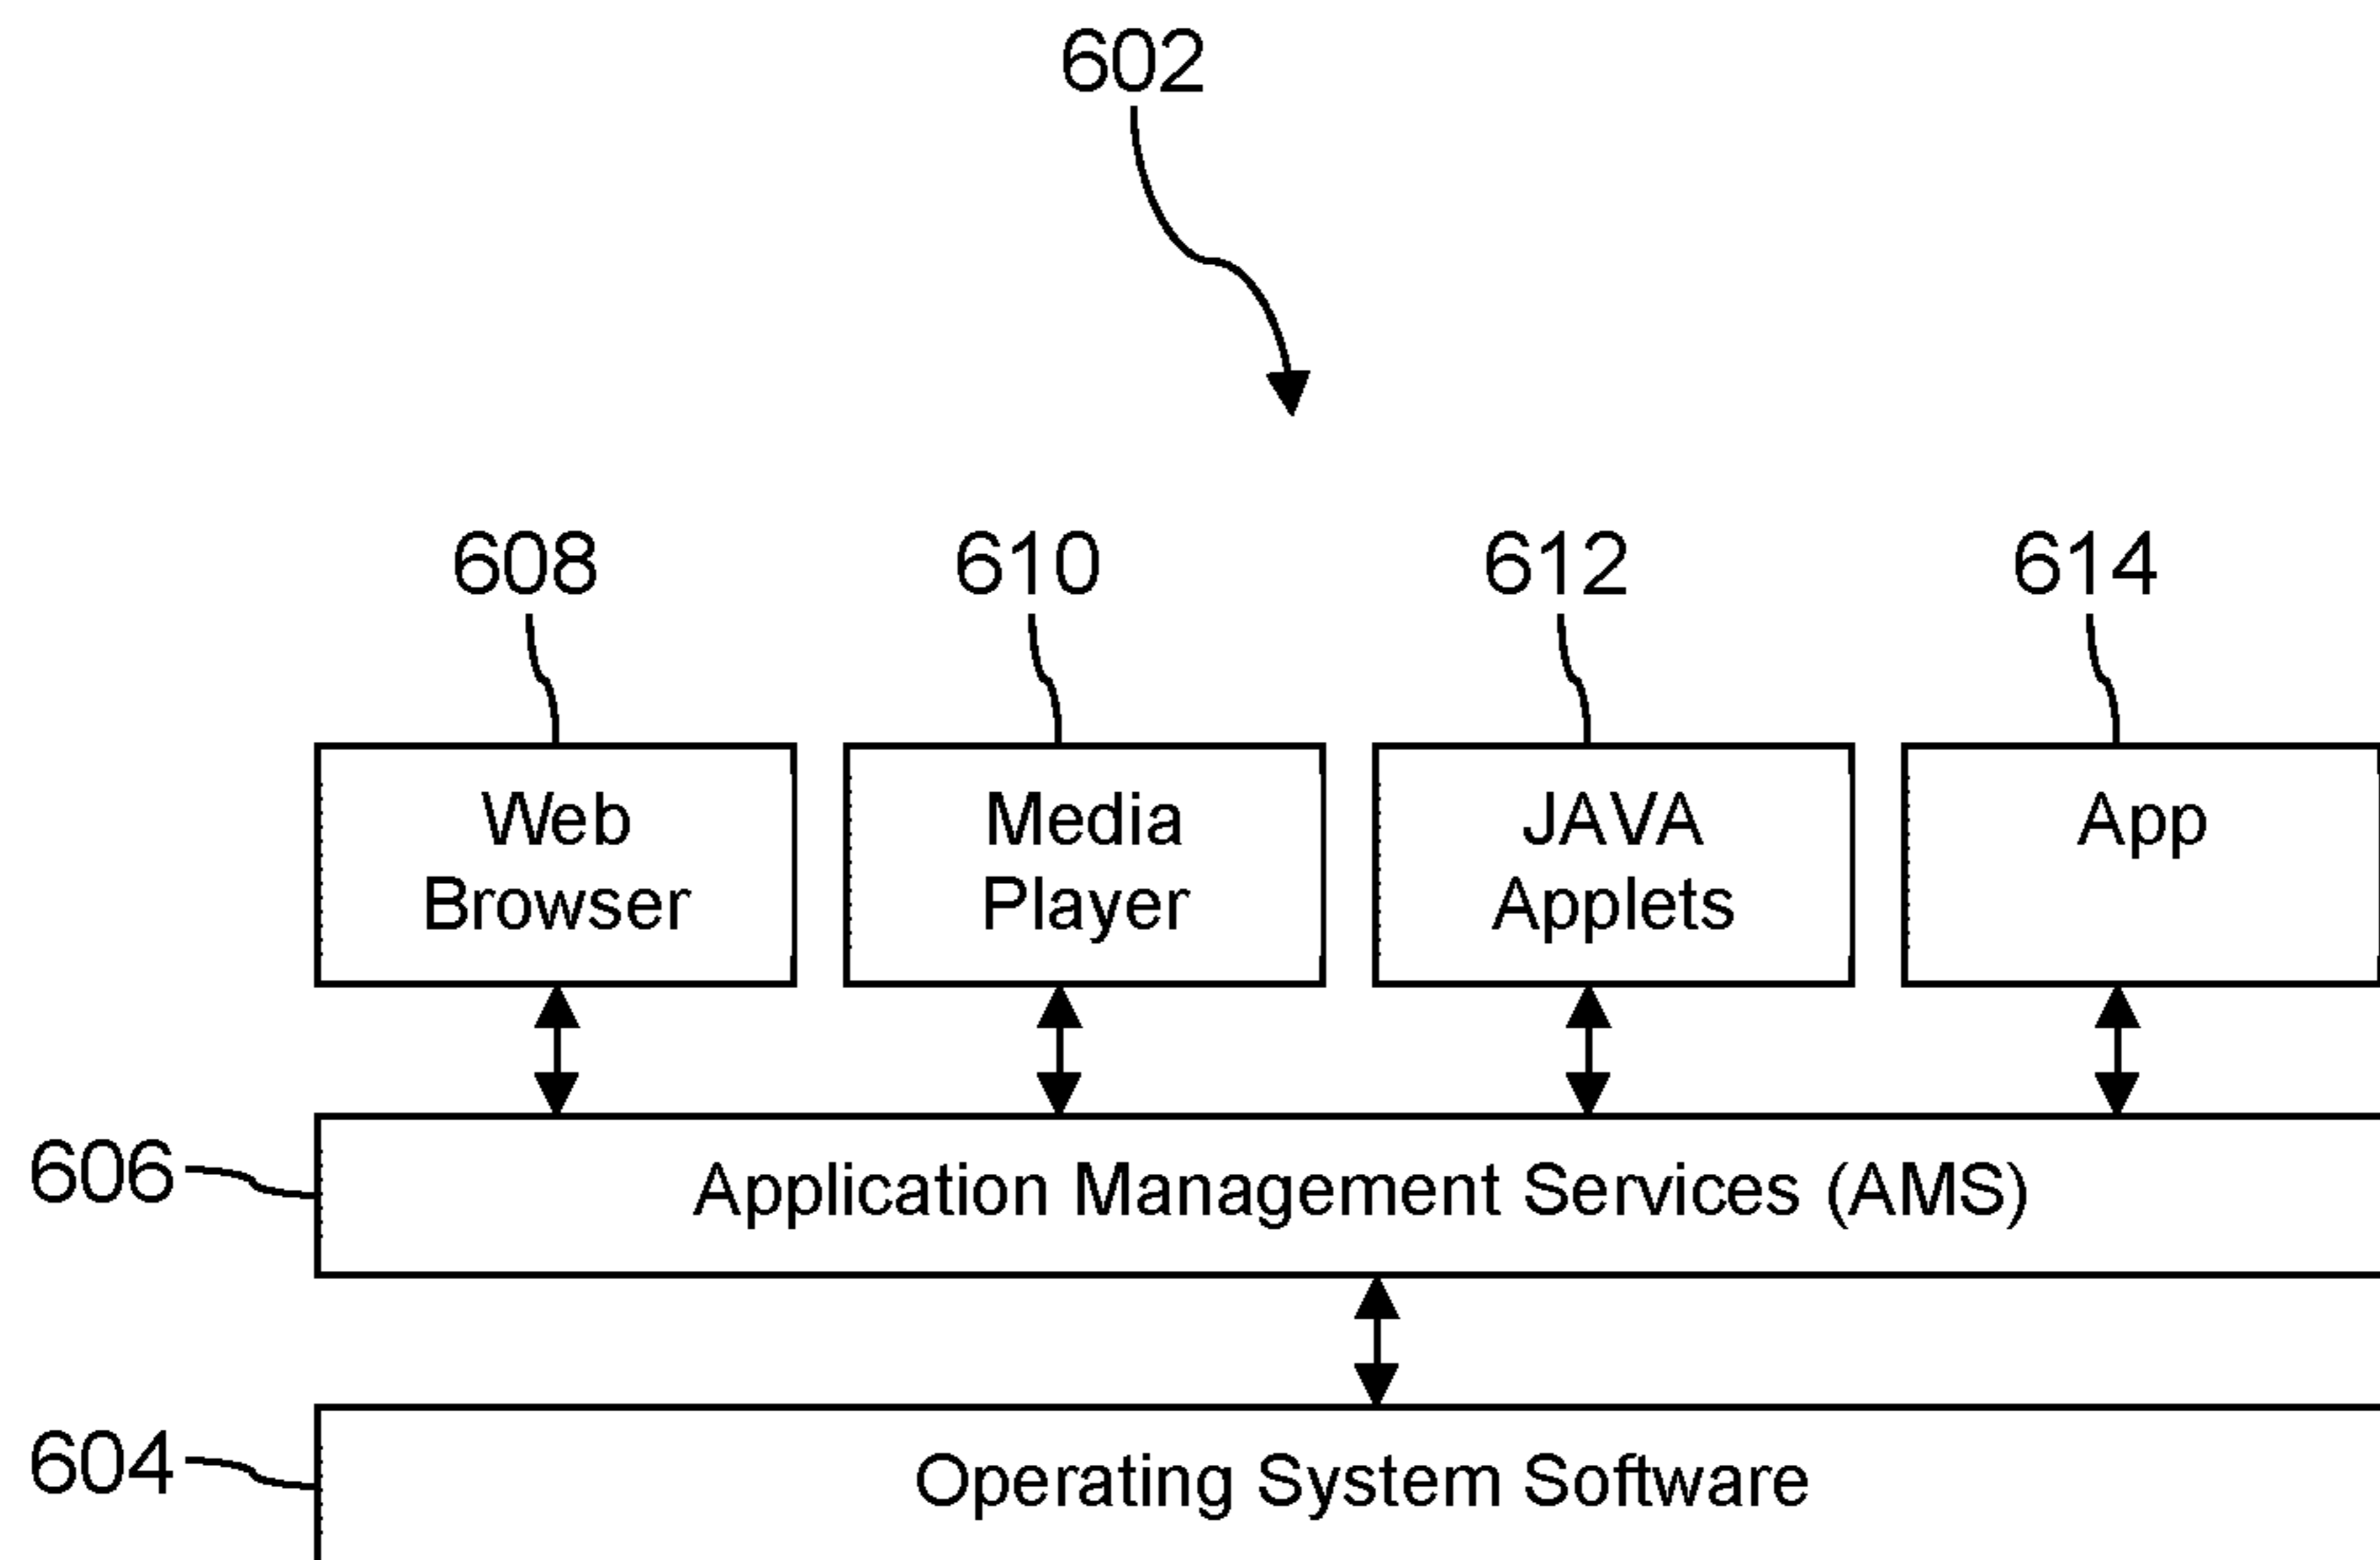 602
608 610 612 614
Web Browser
Media Player
JAVA Applets
App
606 Application Management Services (AMS)
604 Operating System Software